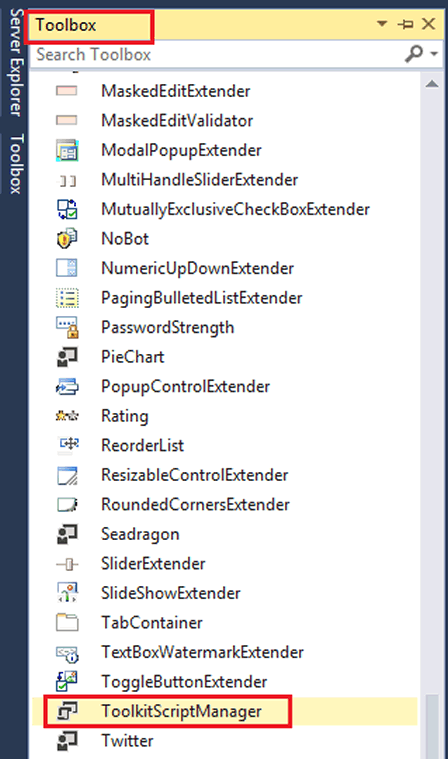 Server Explorer
Toolbox
Toolbox
Search Toolbox
MaskedEditExtender
MaskedEditValidator
ModalPopupExtender
MultiHandleSliderExtender
MutuallyExclusiveCheckBoxExtender
NoBot
NumericUpDownExtender
PagingBulletedListExtender
PasswordStrength
PieChart
PopupControlExtender
Rating
ReorderList
ResizableControlExtender
RoundedCornersExtender
Seadragon
SliderExtender
SlideShowExtender
TabContainer
TextBoxWatermarkExtender
ToggleButtonExtender
ToolkitScriptManager
Twitter